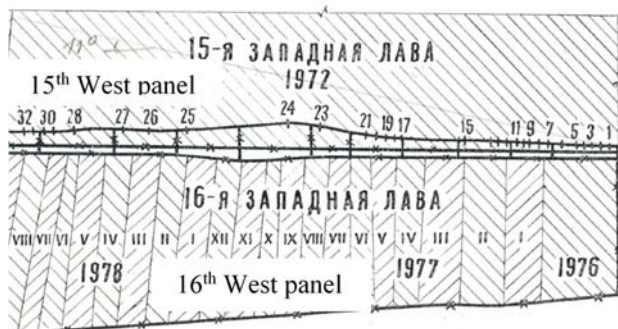 15-я ЗАПАДНАЯ ЛАВА
15th West panel
1972
32 30 28 27 26 25 24 23 21 19 17 15 11 9 7 5 3 1
16-я ЗАПАДНАЯ ЛАВА
VIII VII VI V IV III II I XII XI X IX VIII VII VI V IV III II I
1978
16th West panel
1977
1976